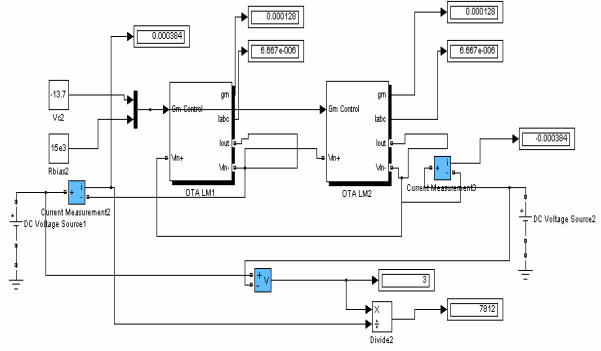 0.000128
0.000128
0.000384
6.667e-006
6.667e-006
-13.7
Vc2
15e3
Rbias2
Gm Control
gm
Iabc
Iout
Vin+
Vin-
OTA LM1
Gm Control
gm
Iabc
Iout
Vin+
Vin-
OTA LM2
-0.000384
+
i
-
Current Measurement2
+
i
-
Current Measurement3
+
DC Voltage Source1
+
DC Voltage Source2
+
-
v
3
×
÷
Divide2
7812